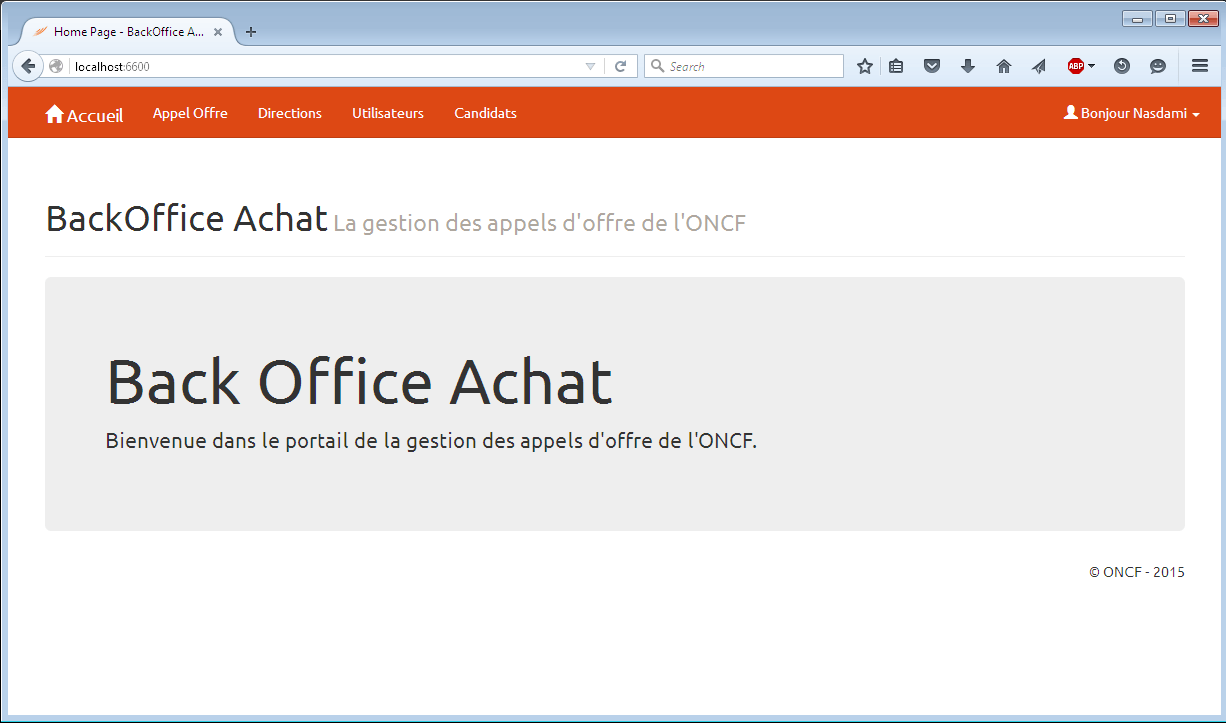 Home Page - BackOffice A...
localhost:6600
Search
ABP
Accueil Appel Offre Directions Utilisateurs Candidats Bonjour Nasdami
BackOffice Achat La gestion des appels d'offre de l'ONCF
Back Office Achat
Bienvenue dans le portail de la gestion des appels d'offre de l'ONCF.
© ONCF - 2015